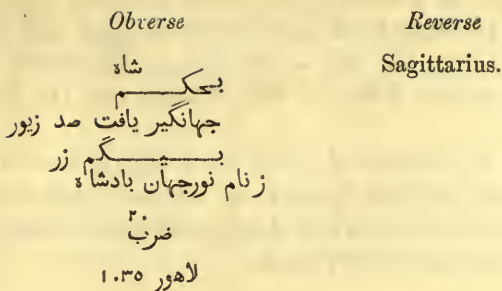 Obverse Reverse
شاه Sagittarius.
بحکم
جهانگیر یافت صد زیور
بیگم زر
ز نام نورجهان بادشاه
۲۰
ضرب
لاهور ۱۰۳۵